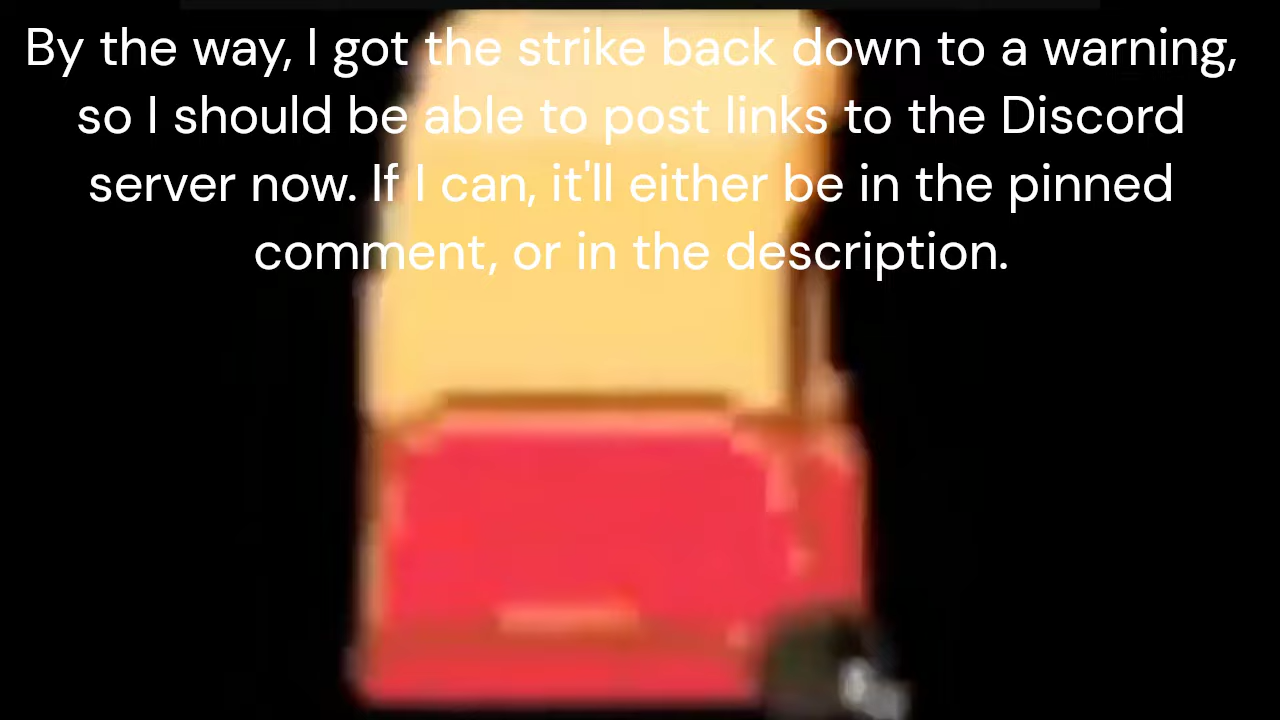 By the way, I got the strike back down to a warning,
so I should be able to post links to the Discord
server now. If I can, it'll either be in the pinned
comment, or in the description.